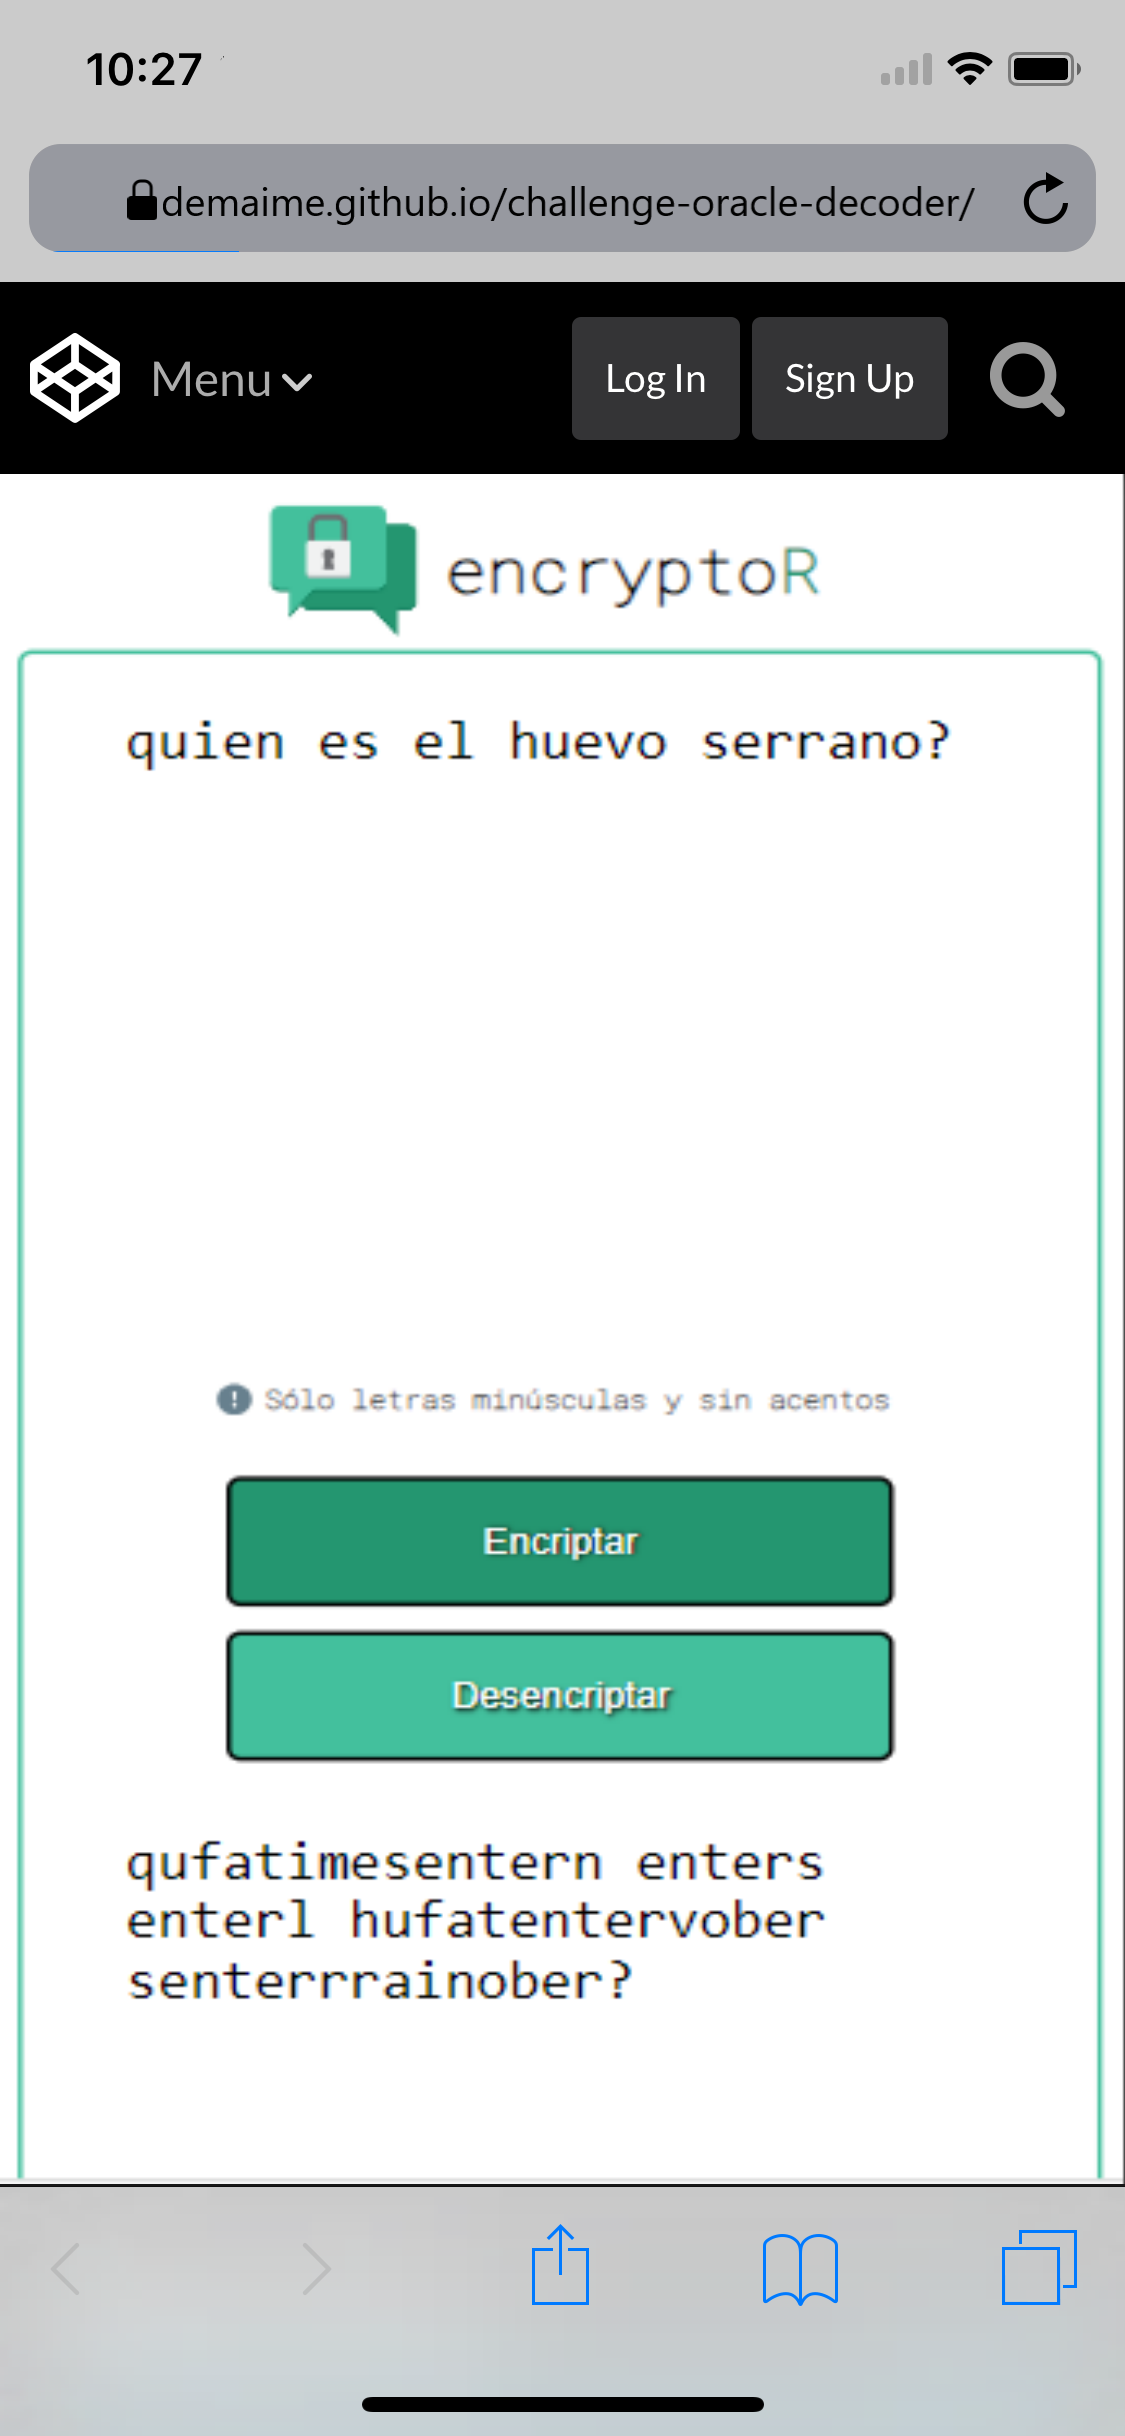 10:27
demaime.github.io/challenge-oracle-decoder/
Menu Log In Sign Up
encryptoR
quien es el huevo serrano?
Sólo letras minúsculas y sin acentos
Encriptar
Desencriptar
qufatimesentern enters
enterl hufatentervober
senterrrainober?